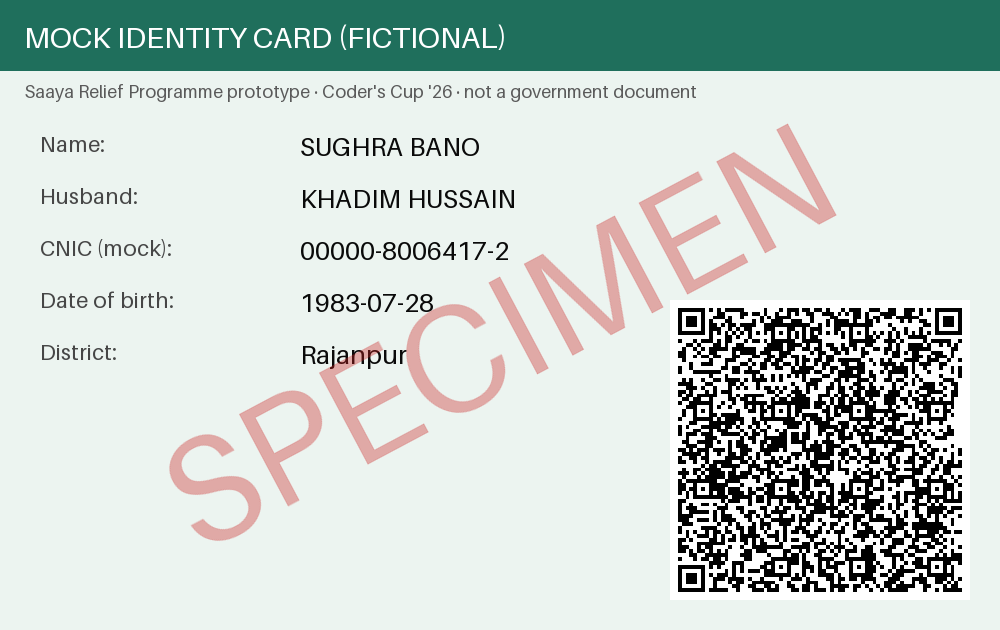 MOCK IDENTITY CARD (FICTIONAL)
Saaya Relief Programme prototype · Coder's Cup '26 · not a government document
Name: SUGHRA BANO
Husband: KHADIM HUSSAIN
CNIC (mock): 00000-8006417-2
Date of birth: 1983-07-28
District: Rajanpur
SPECIMEN